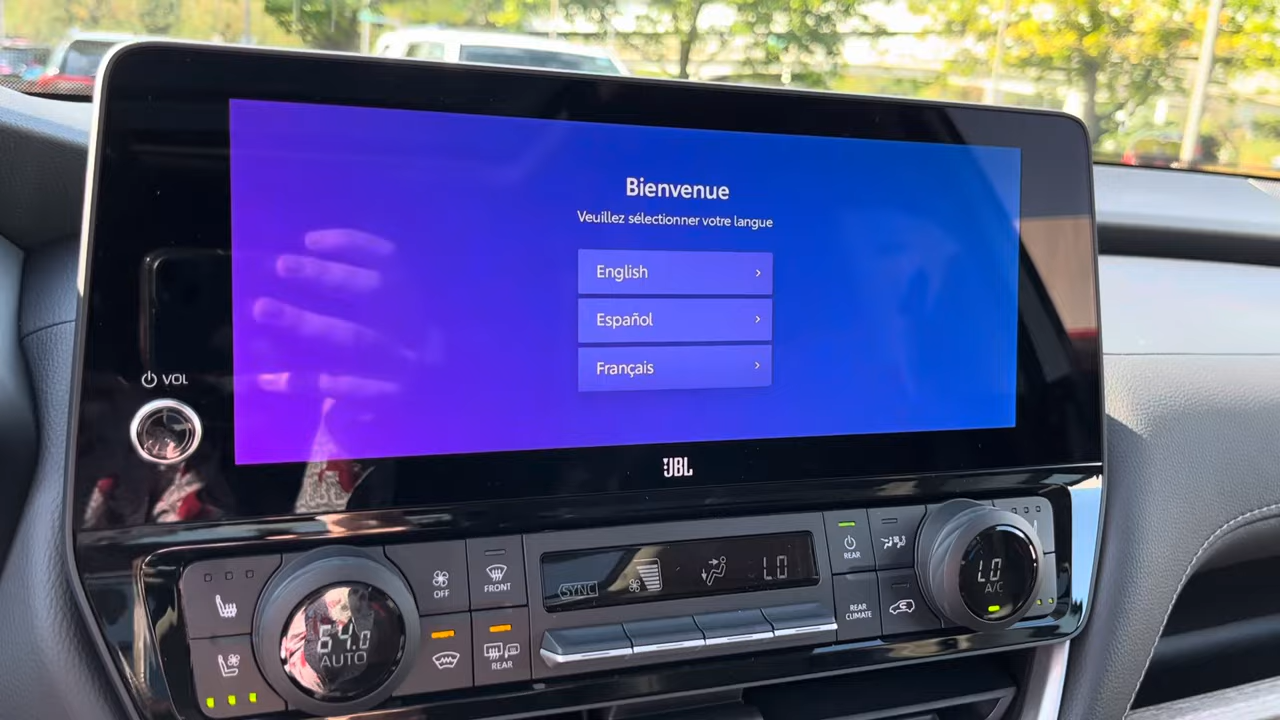 Bienvenue
Veuillez sélectionner votre langue
English
Español
Français
VOL
JBL
OFF
FRONT
SYNC
LO
REAR
LO
A/C
64.0
AUTO
REAR
REAR
CLIMATE